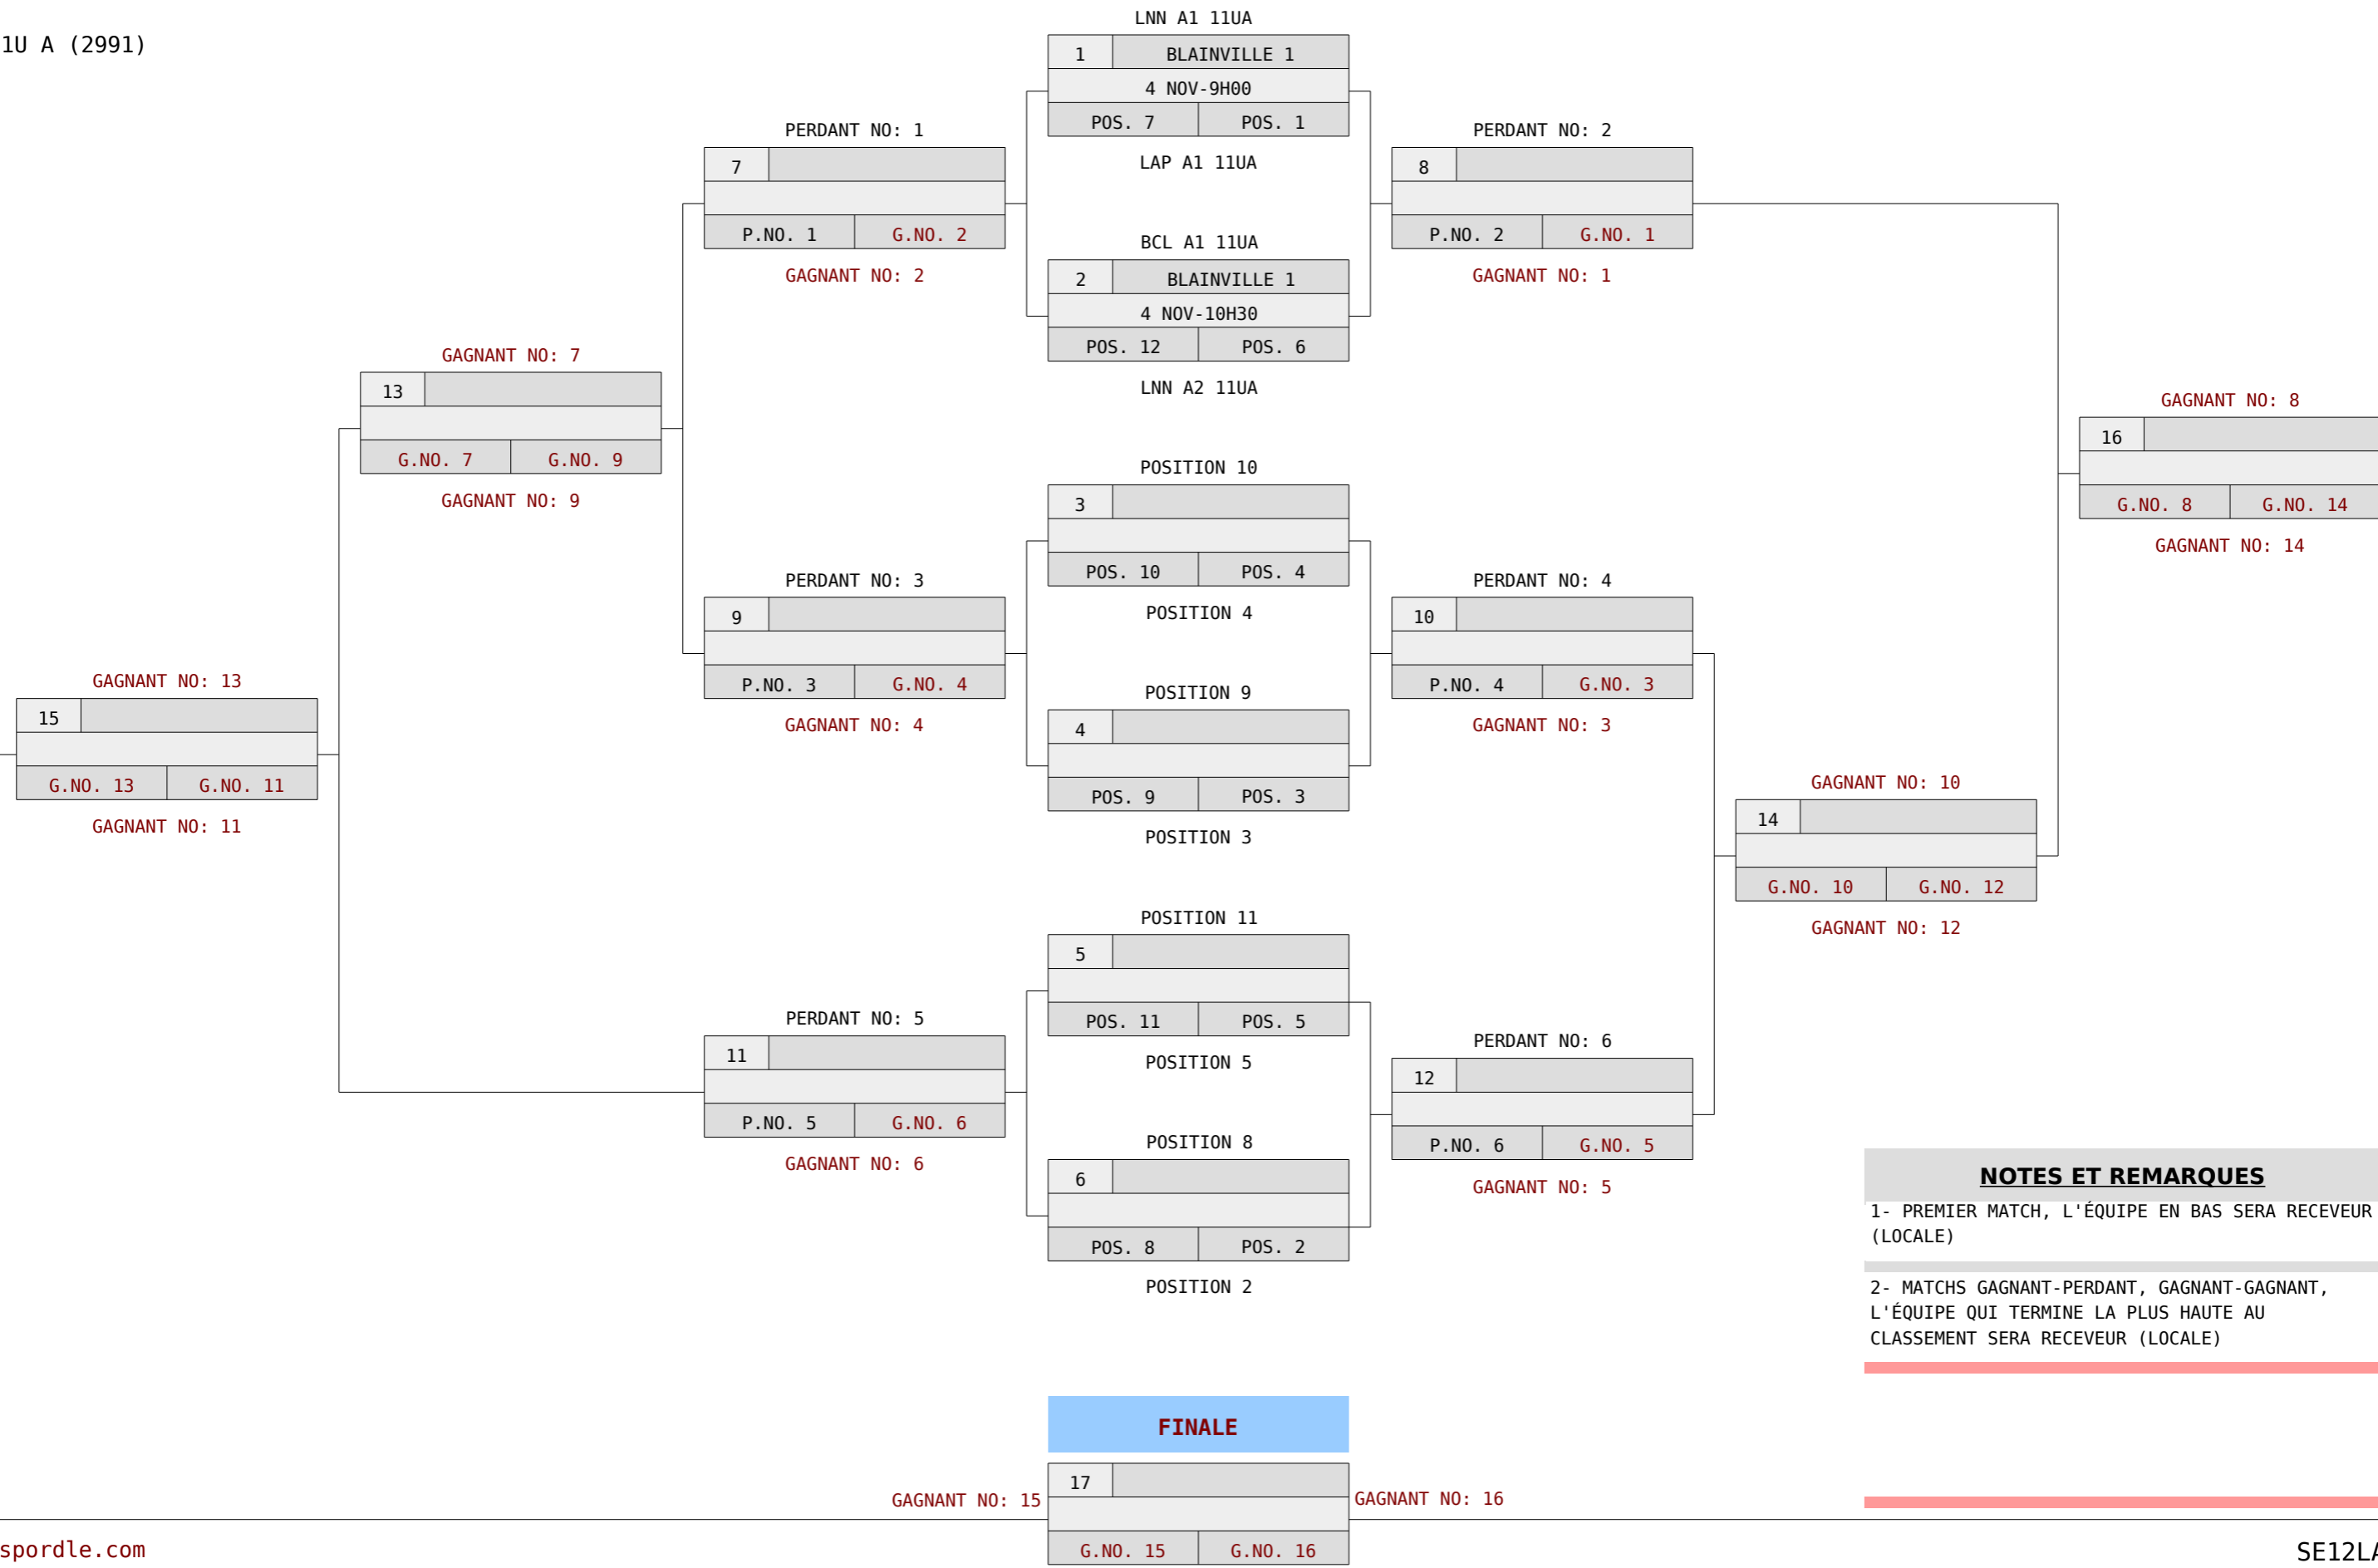 1U A (2991)
LNN A1 11UA
1 BLAINVILLE 1
4 NOV-9H00
POS. 7 POS. 1
LAP A1 11UA
BCL A1 11UA
2 BLAINVILLE 1
4 NOV-10H30
POS. 12 POS. 6
LNN A2 11UA
POSITION 10
3
POS. 10 POS. 4
POSITION 4
POSITION 9
4
POS. 9 POS. 3
POSITION 3
POSITION 11
5
POS. 11 POS. 5
POSITION 5
POSITION 8
6
POS. 8 POS. 2
POSITION 2
PERDANT NO: 1
7
P.NO. 1 G.NO. 2
GAGNANT NO: 2
PERDANT NO: 2
8
P.NO. 2 G.NO. 1
GAGNANT NO: 1
PERDANT NO: 3
9
P.NO. 3 G.NO. 4
GAGNANT NO: 4
PERDANT NO: 4
10
P.NO. 4 G.NO. 3
GAGNANT NO: 3
PERDANT NO: 5
11
P.NO. 5 G.NO. 6
GAGNANT NO: 6
PERDANT NO: 6
12
P.NO. 6 G.NO. 5
GAGNANT NO: 5
GAGNANT NO: 7
13
G.NO. 7 G.NO. 9
GAGNANT NO: 9
GAGNANT NO: 10
14
G.NO. 10 G.NO. 12
GAGNANT NO: 12
GAGNANT NO: 13
15
G.NO. 13 G.NO. 11
GAGNANT NO: 11
GAGNANT NO: 8
16
G.NO. 8 G.NO. 14
GAGNANT NO: 14
NOTES ET REMARQUES
1- PREMIER MATCH, L'ÉQUIPE EN BAS SERA RECEVEUR
(LOCALE)
2- MATCHS GAGNANT-PERDANT, GAGNANT-GAGNANT,
L'ÉQUIPE QUI TERMINE LA PLUS HAUTE AU
CLASSEMENT SERA RECEVEUR (LOCALE)
FINALE
17
GAGNANT NO: 15 GAGNANT NO: 16
G.NO. 15 G.NO. 16
spordle.com
SE12LA